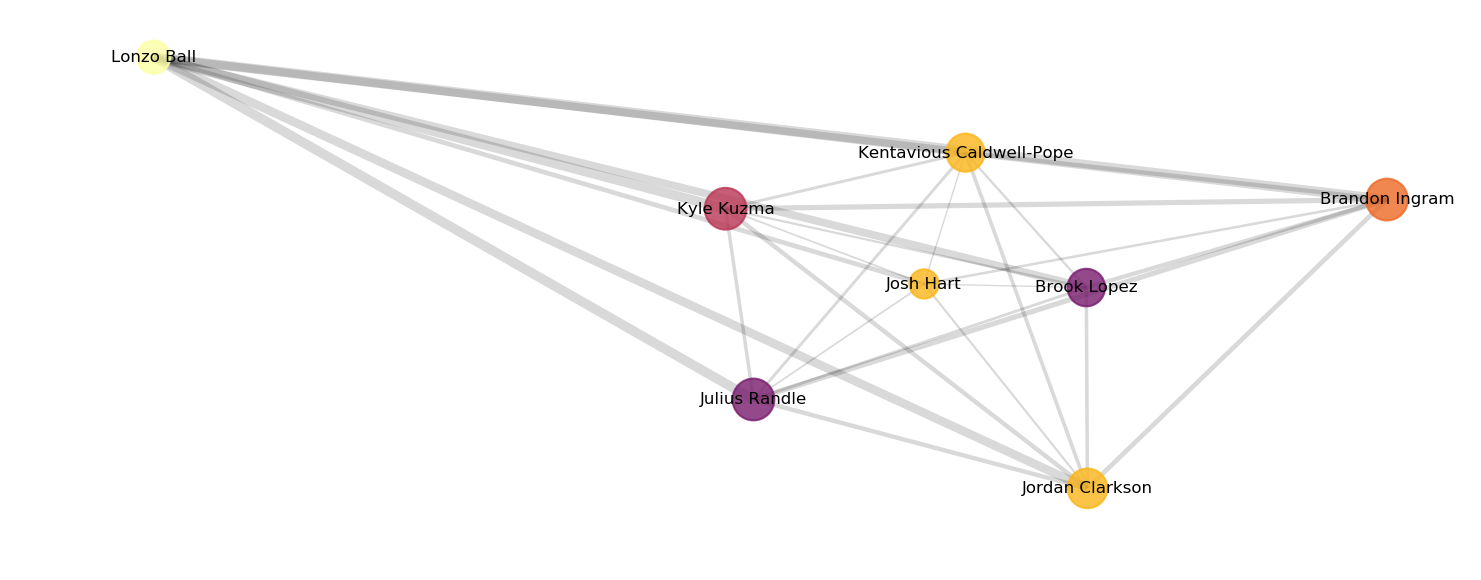 Lonzo Ball
Kentavious Caldwell-Pope
Brandon Ingram
Kyle Kuzma
Josh Hart
Brook Lopez
Julius Randle
Jordan Clarkson